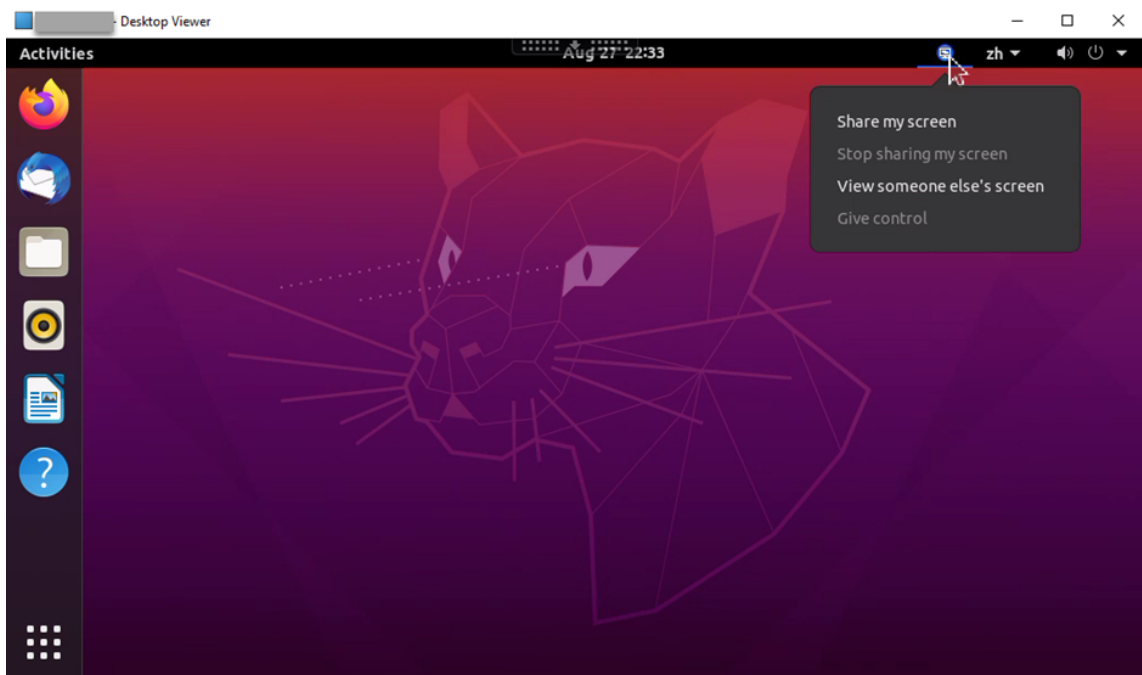 - Desktop Viewer
Activities
Aug 27 22:33
zh
Share my screen
Stop sharing my screen
View someone else's screen
Give control
?